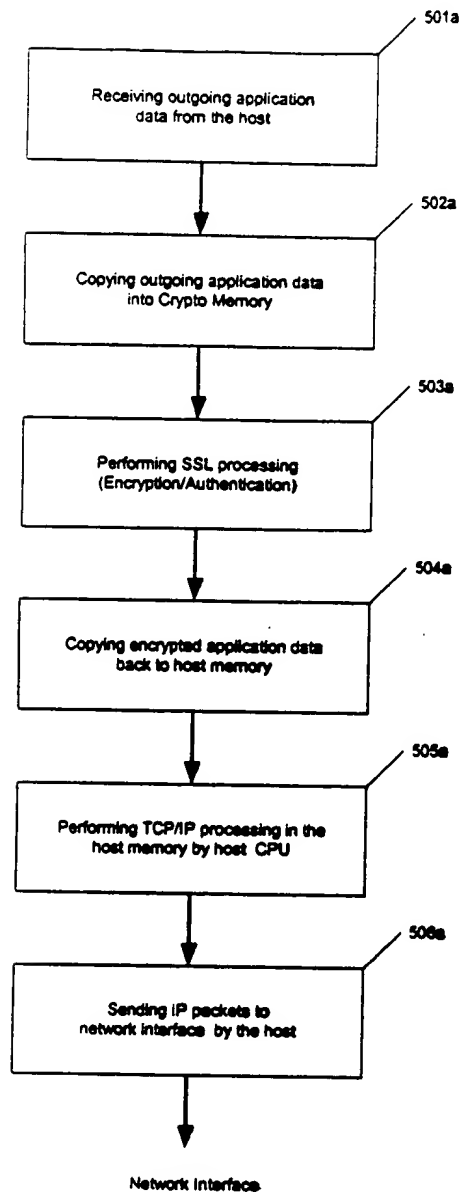 501a
Receiving outgoing application
data from the host
502a
Copying outgoing application data
into Crypto Memory
503a
Performing SSL processing
(Encryption/Authentication)
504a
Copying encrypted application data
back to host memory
505a
Performing TCP/IP processing in the
host memory by host CPU
506a
Sending IP packets to
network interface by the host
Network Interface